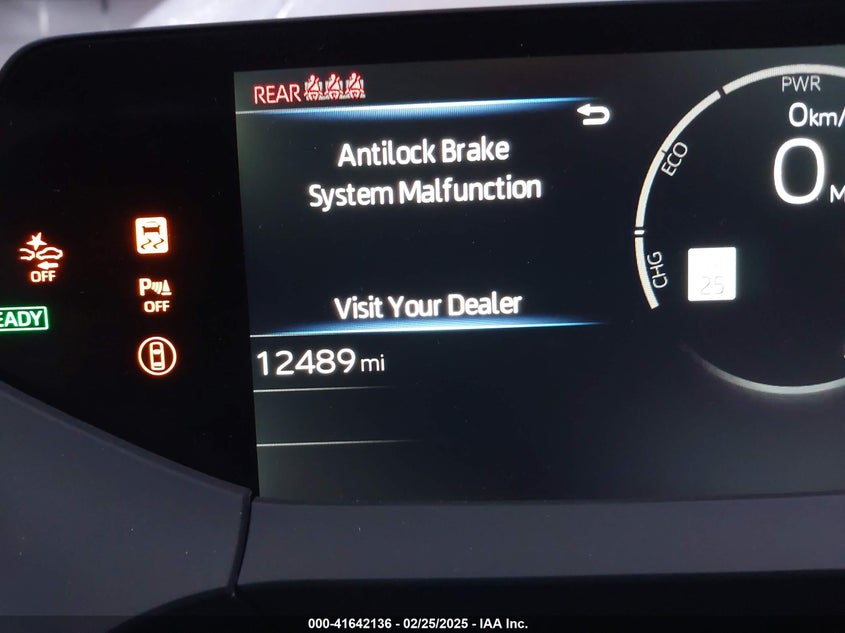 REAR
Antilock Brake
System Malfunction
Visit Your Dealer
12489 mi
OFF
P OFF
EADY
PWR
ECO
CHG
0 km/
0 M
25
000-41642136 - 02/25/2025 - IAA Inc.